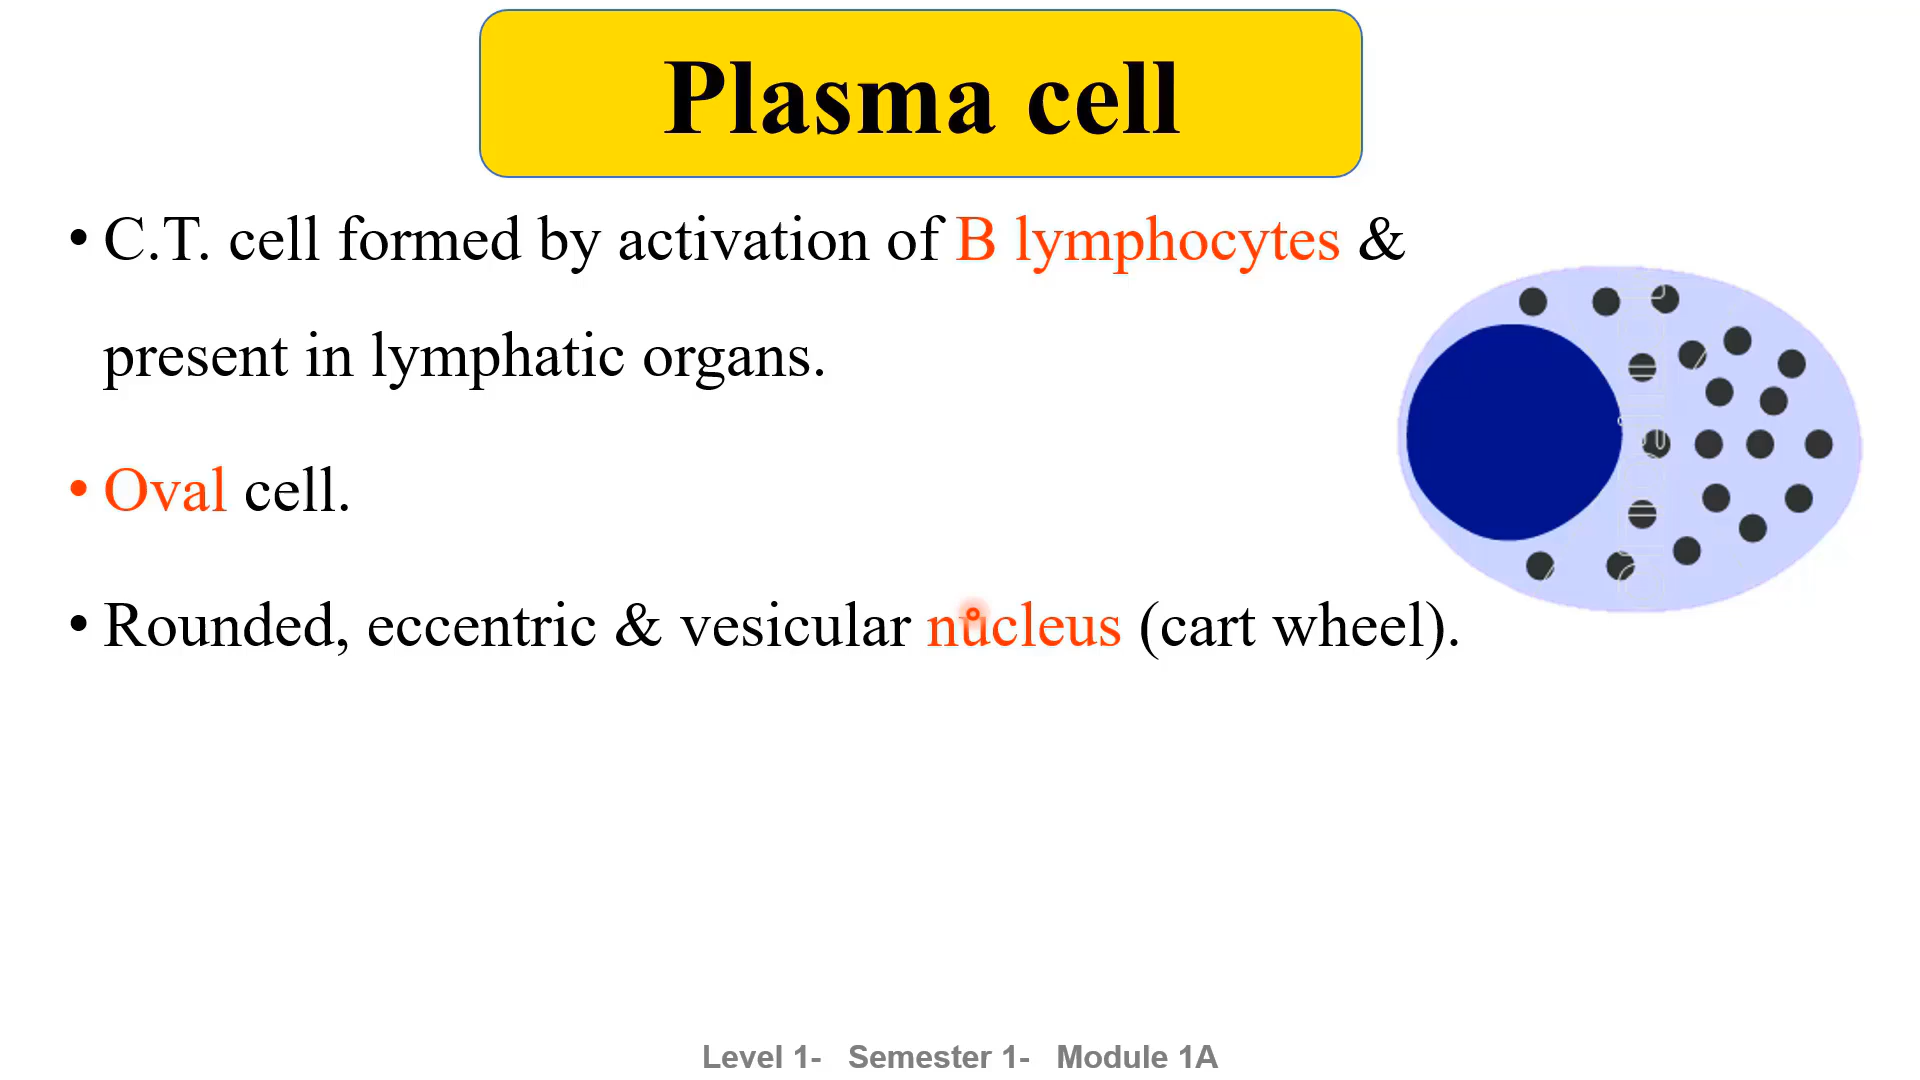 Plasma cell
• C.T. cell formed by activation of B lymphocytes &
present in lymphatic organs.
• Oval cell.
• Rounded, eccentric & vesicular nucleus (cart wheel).
Level 1- Semester 1- Module 1A